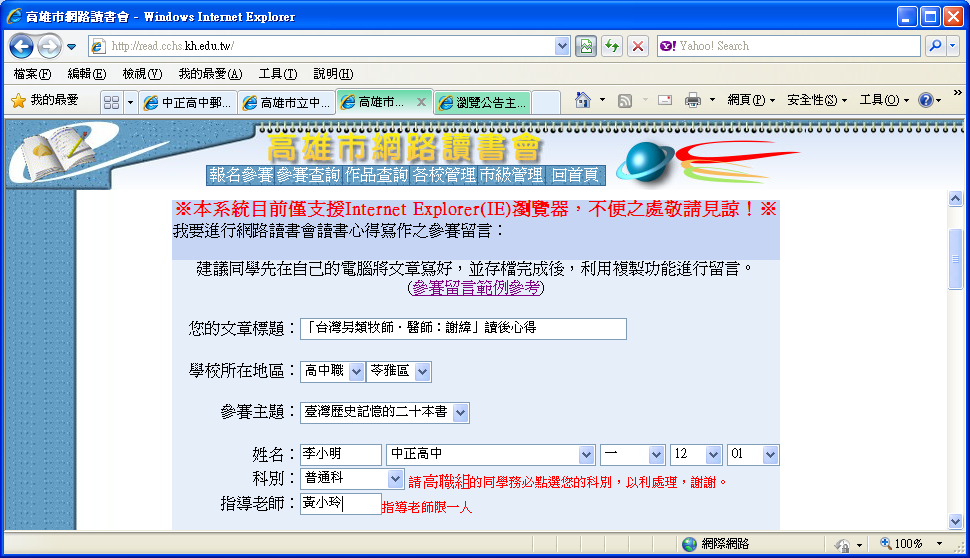 高雄市網路讀書會 - Windows Internet Explorer
http://read.cchs.kh.edu.tw/
Yahoo! Search
檔案(F) 編輯(E) 檢視(V) 我的最愛(A) 工具(T) 說明(H)
我的最愛 中正高中郵... 高雄市立中... 高雄市... 瀏覽公告主... 網頁(P) 安全性(S) 工具(O)
高雄市網路讀書會
報名參賽 參賽查詢 作品查詢 各校管理 市級管理 回首頁
※本系統目前僅支援Internet Explorer(IE)瀏覽器，不便之處敬請見諒！※
我要進行網路讀書會讀書心得寫作之參賽留言：
建議同學先在自己的電腦將文章寫好，並存檔完成後，利用複製功能進行留言。
(參賽留言範例參考)
您的文章標題：「台灣另類牧師．醫師：謝緯」讀後心得
學校所在地區：高中職 苓雅區
參賽主題：臺灣歷史記憶的二十本書
姓名：李小明 中正高中 一 12 01
科別：普通科 請高職組的同學務必點選您的科別，以利處理，謝謝。
指導老師：黃小玲 指導老師限一人
網際網路 100%